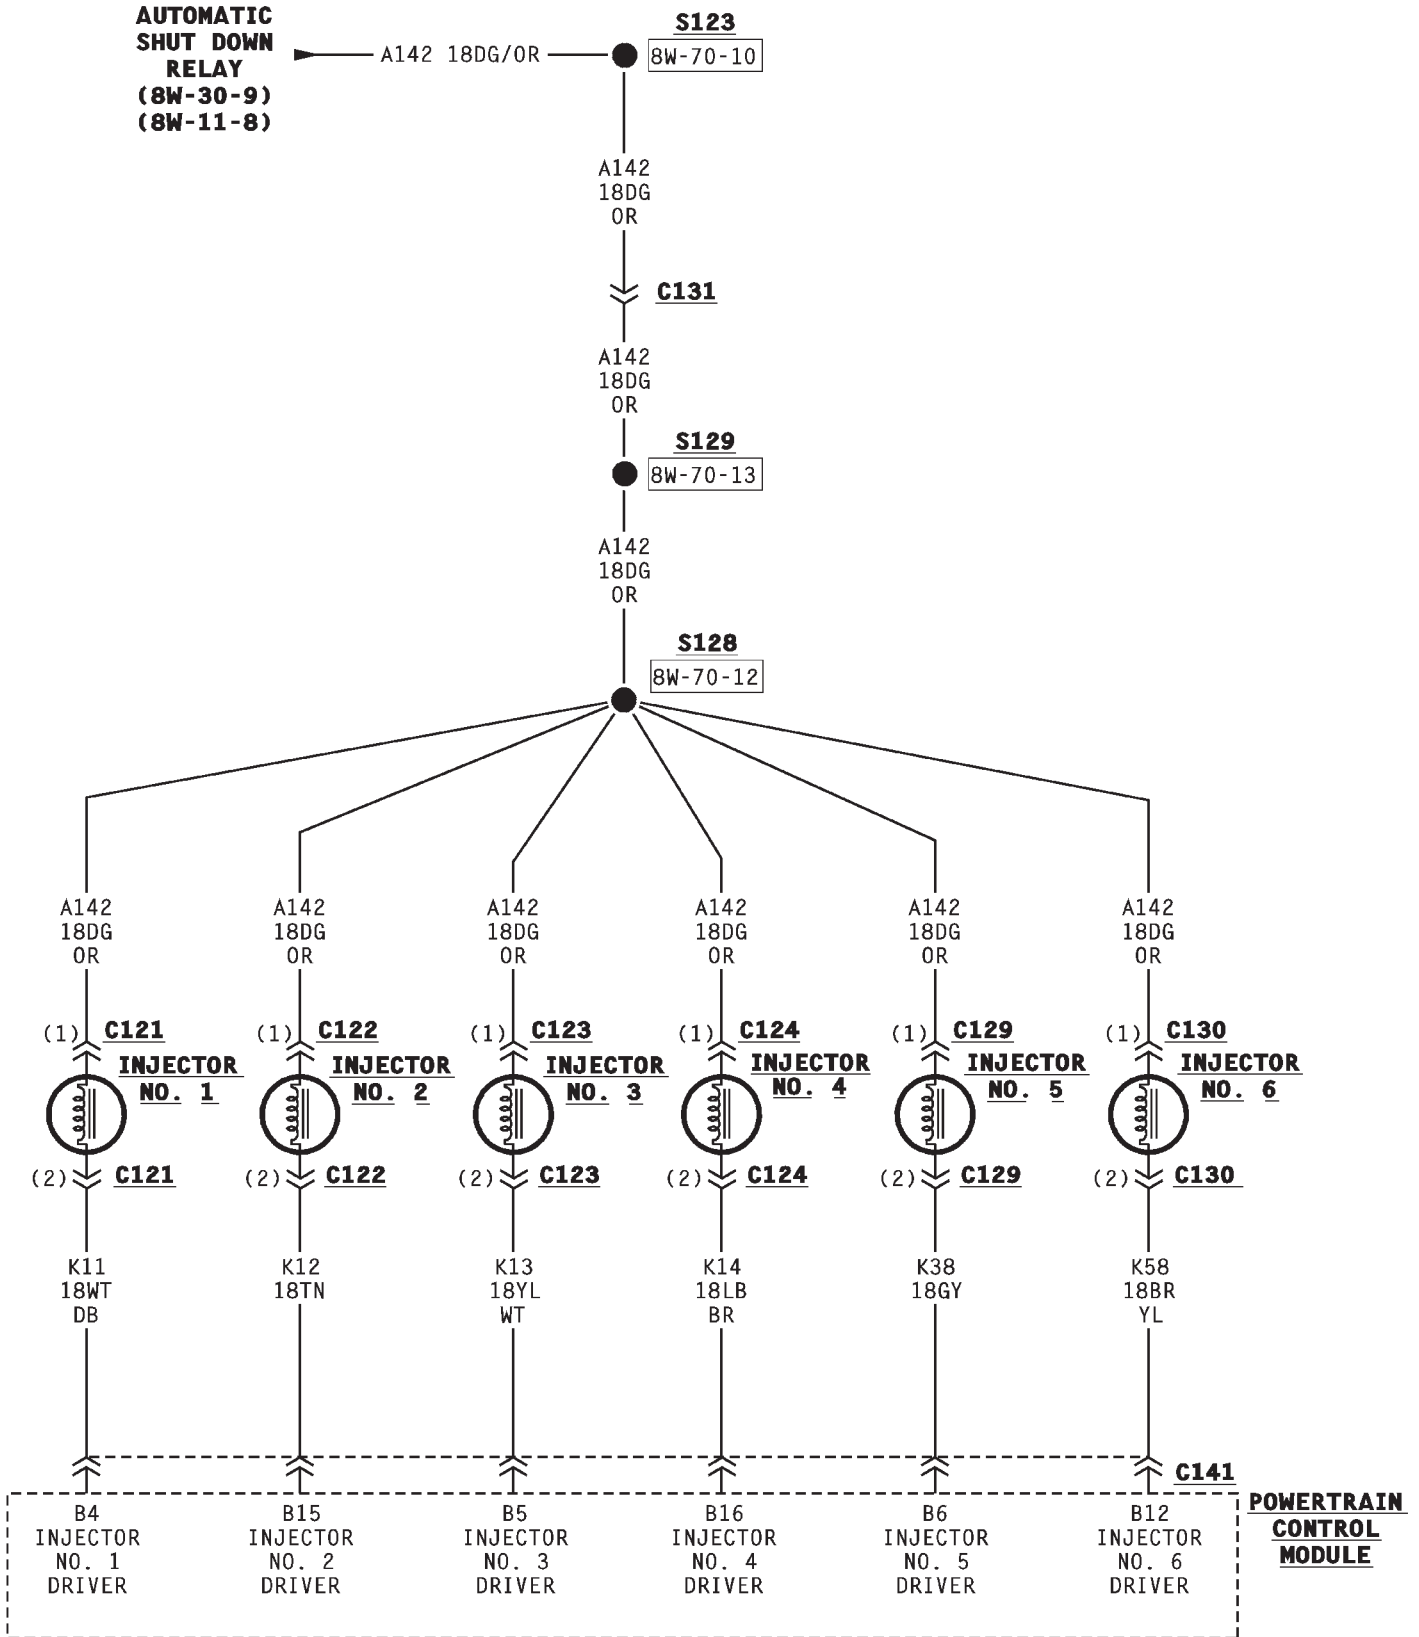 AUTOMATIC
SHUT DOWN
RELAY
(8W-30-9)
(8W-11-8)
A142 18DG/OR
S123
8W-70-10
A142
18DG
OR
C131
A142
18DG
OR
S129
8W-70-13
A142
18DG
OR
S128
8W-70-12
A142
18DG
OR
A142
18DG
OR
A142
18DG
OR
A142
18DG
OR
A142
18DG
OR
A142
18DG
OR
(1) C121
INJECTOR
NO. 1
(2) C121
(1) C122
INJECTOR
NO. 2
(2) C122
(1) C123
INJECTOR
NO. 3
(2) C123
(1) C124
INJECTOR
NO. 4
(2) C124
(1) C129
INJECTOR
NO. 5
(2) C129
(1) C130
INJECTOR
NO. 6
(2) C130
K11
18WT
DB
K12
18TN
K13
18YL
WT
K14
18LB
BR
K38
18GY
K58
18BR
YL
C141
B4
INJECTOR
NO. 1
DRIVER
B15
INJECTOR
NO. 2
DRIVER
B5
INJECTOR
NO. 3
DRIVER
B16
INJECTOR
NO. 4
DRIVER
B6
INJECTOR
NO. 5
DRIVER
B12
INJECTOR
NO. 6
DRIVER
POWERTRAIN
CONTROL
MODULE